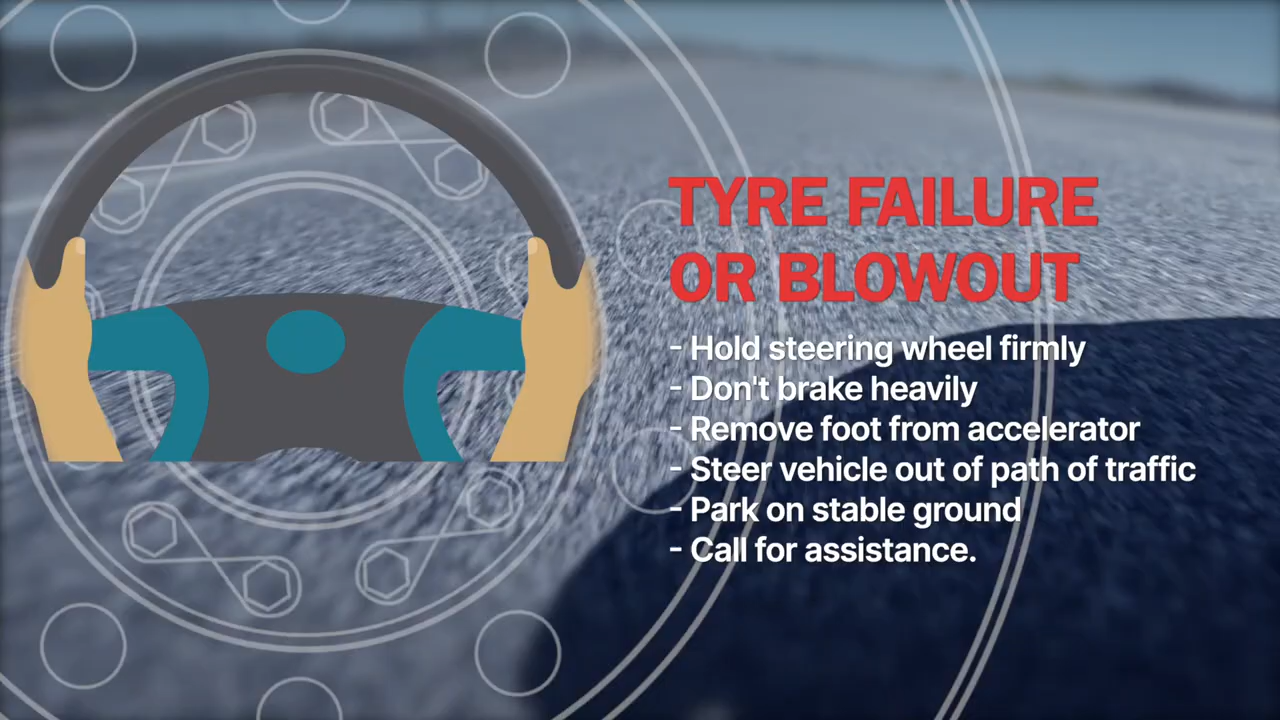 TYRE FAILURE
OR BLOWOUT
- Hold steering wheel firmly
- Don't brake heavily
- Remove foot from accelerator
- Steer vehicle out of path of traffic
- Park on stable ground
- Call for assistance.